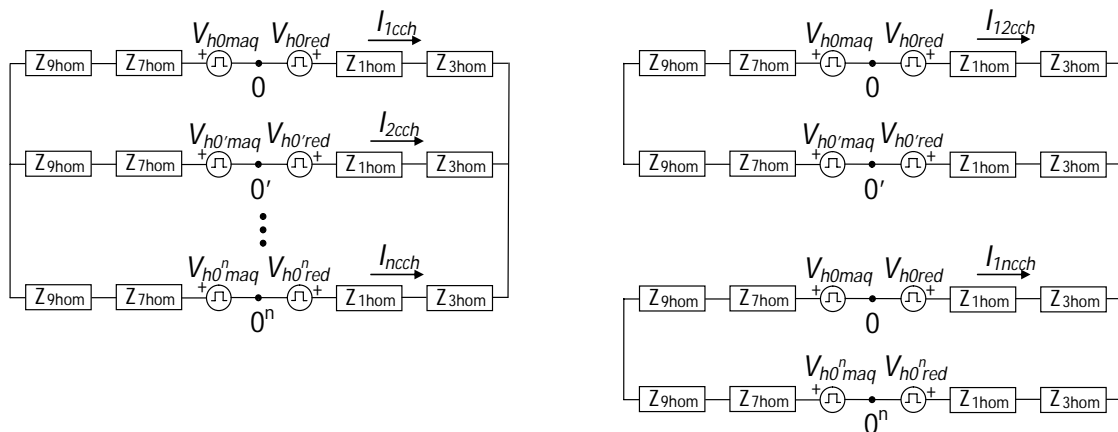 Vh0maq Vh0red I1cch
Z9hom Z7hom + + Z1hom Z3hom
0
Vh0'maq Vh0'red I2cch
Z9hom Z7hom + + Z1hom Z3hom
0'
Vh0nmaq Vh0nred Incch
Z9hom Z7hom + + Z1hom Z3hom
0n
Vh0maq Vh0red I12cch
Z9hom Z7hom + + Z1hom Z3hom
0
Vh0'maq Vh0'red
Z9hom Z7hom + + Z1hom Z3hom
0'
Vh0maq Vh0red I1ncch
Z9hom Z7hom + + Z1hom Z3hom
0
Vh0nmaq Vh0nred
Z9hom Z7hom + + Z1hom Z3hom
0n